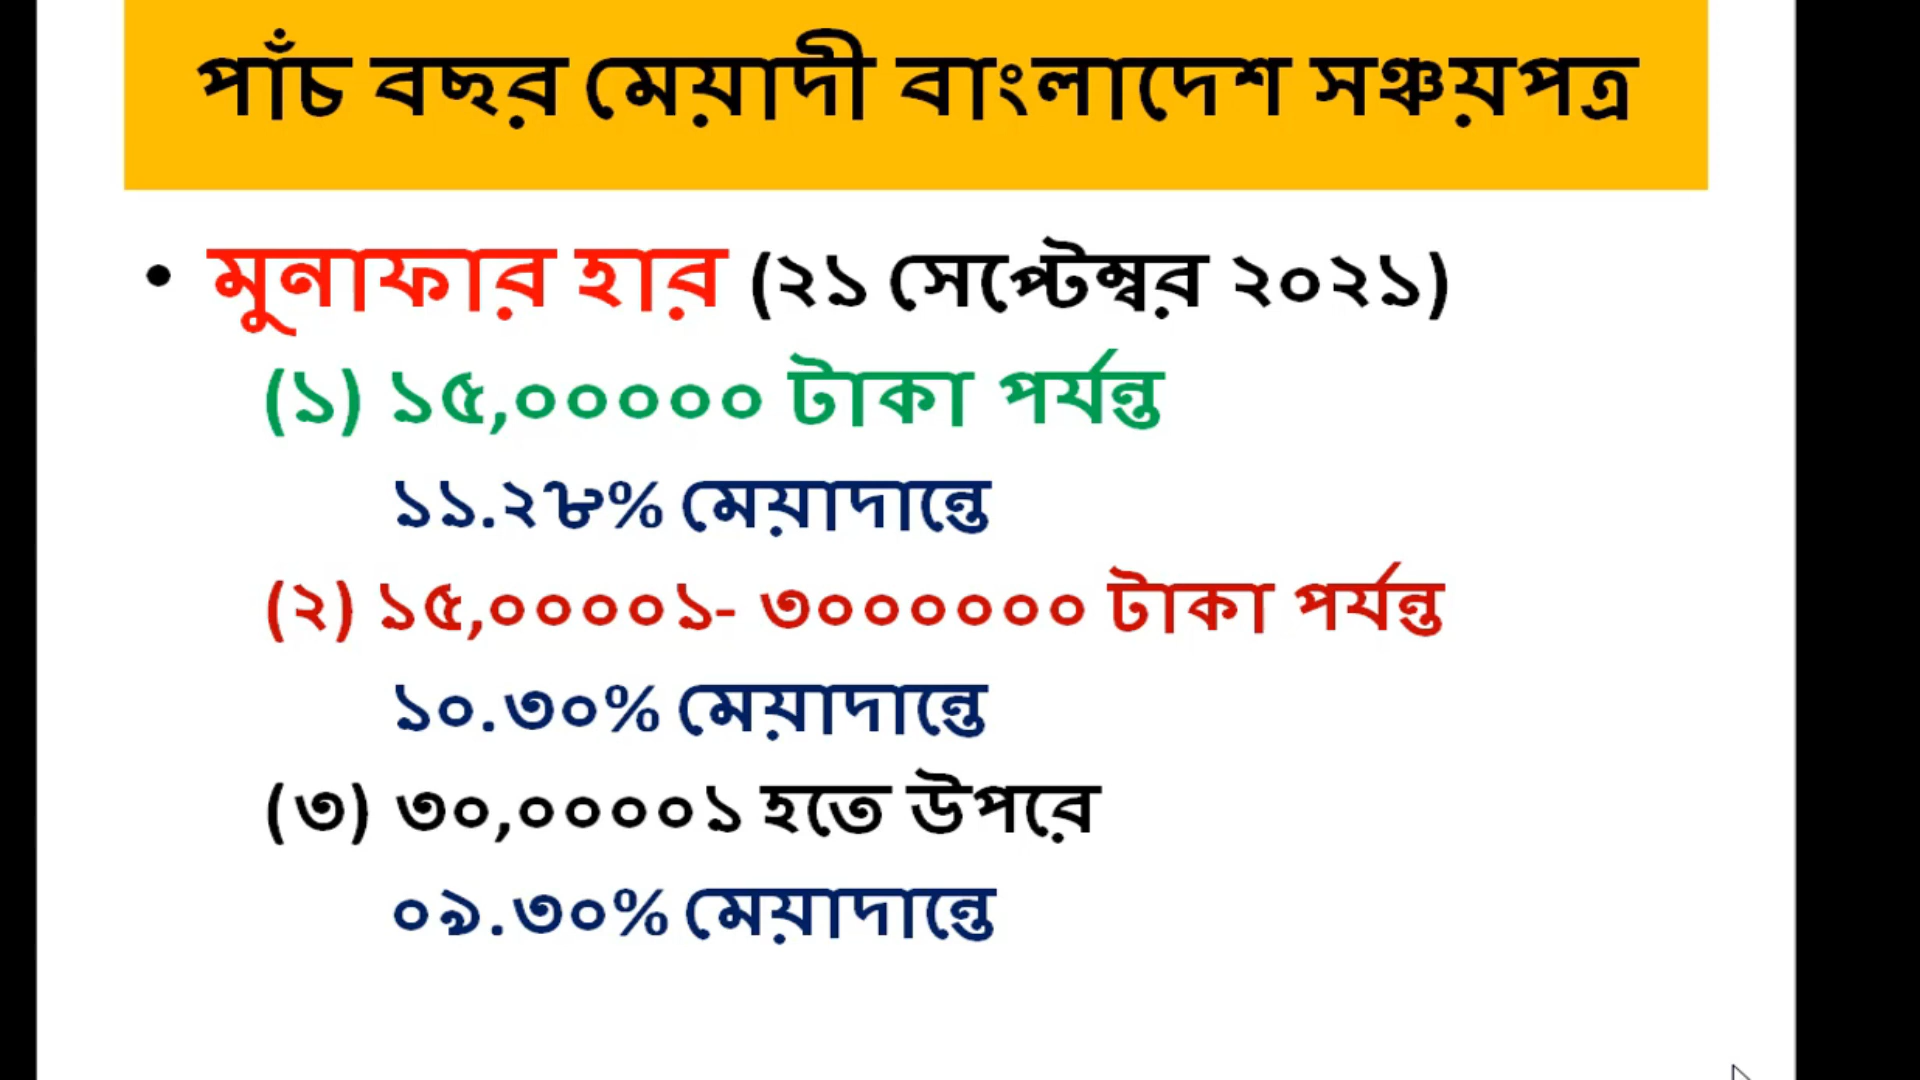 পাঁচ বছর মেয়াদী বাংলাদেশ সঞ্চয়পত্র
• মুনাফার হার (২১ সেপ্টেম্বর ২০২১)
(১) ১৫,০০০০০ টাকা পর্যন্ত
১১.২৮% মেয়াদান্তে
(২) ১৫,০০০০১- ৩০০০০০০ টাকা পর্যন্ত
১০.৩০% মেয়াদান্তে
(৩) ৩০,০০০০১ হতে উপরে
০৯.৩০% মেয়াদান্তে